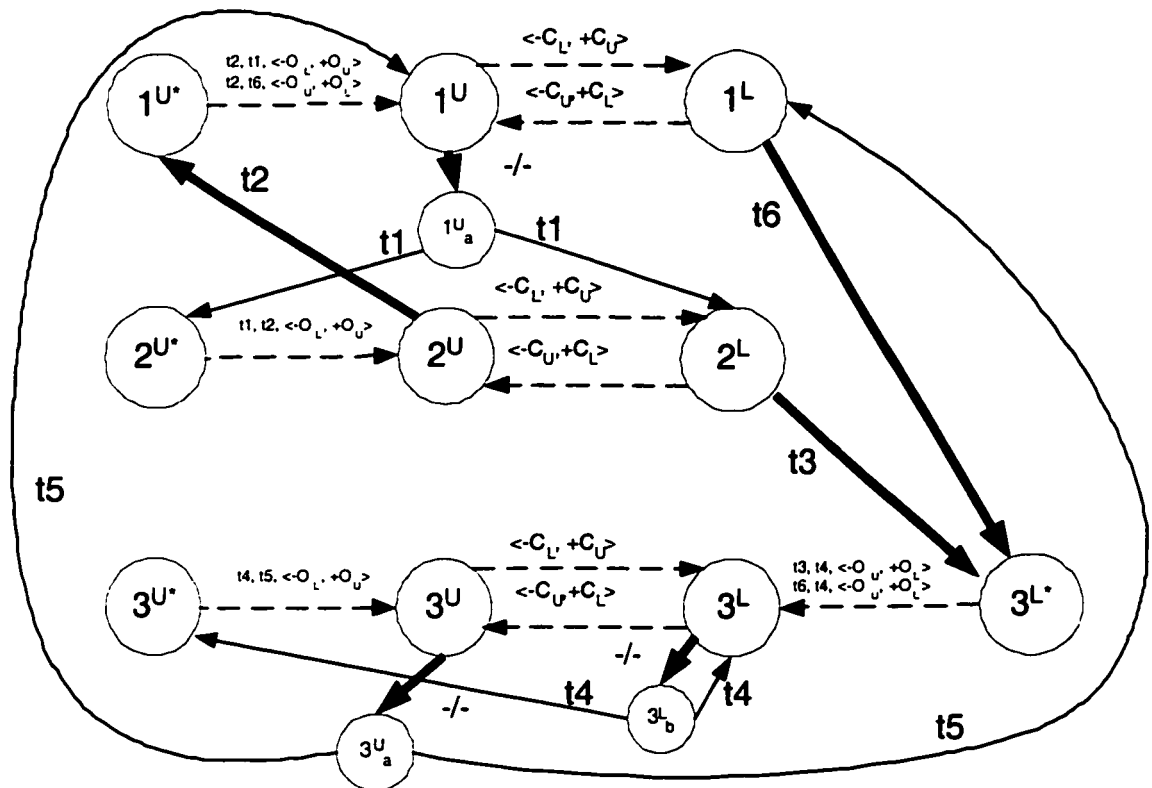 <-C_L, +C_U>
t2, t1, <-O_L, +O_U>
t2, t6, <-O_U, +O_L>
1^U*
1^U
1^L
<-C_U, +C_L>
-/-
t2
t6
1^U_a
t1
t1
<-C_L, +C_U>
t1, t2, <-O_L, +O_U>
2^U*
2^U
2^L
<-C_U, +C_L>
t3
t5
<-C_L, +C_U>
t4, t5, <-O_L, +O_U>
<-C_U, +C_L>
t3, t4, <-O_U, +O_L>
t6, t4, <-O_U, +O_L>
3^U*
3^U
3^L
3^L*
-/-
t4
t4
-/-
3^L_b
t5
3^U_a